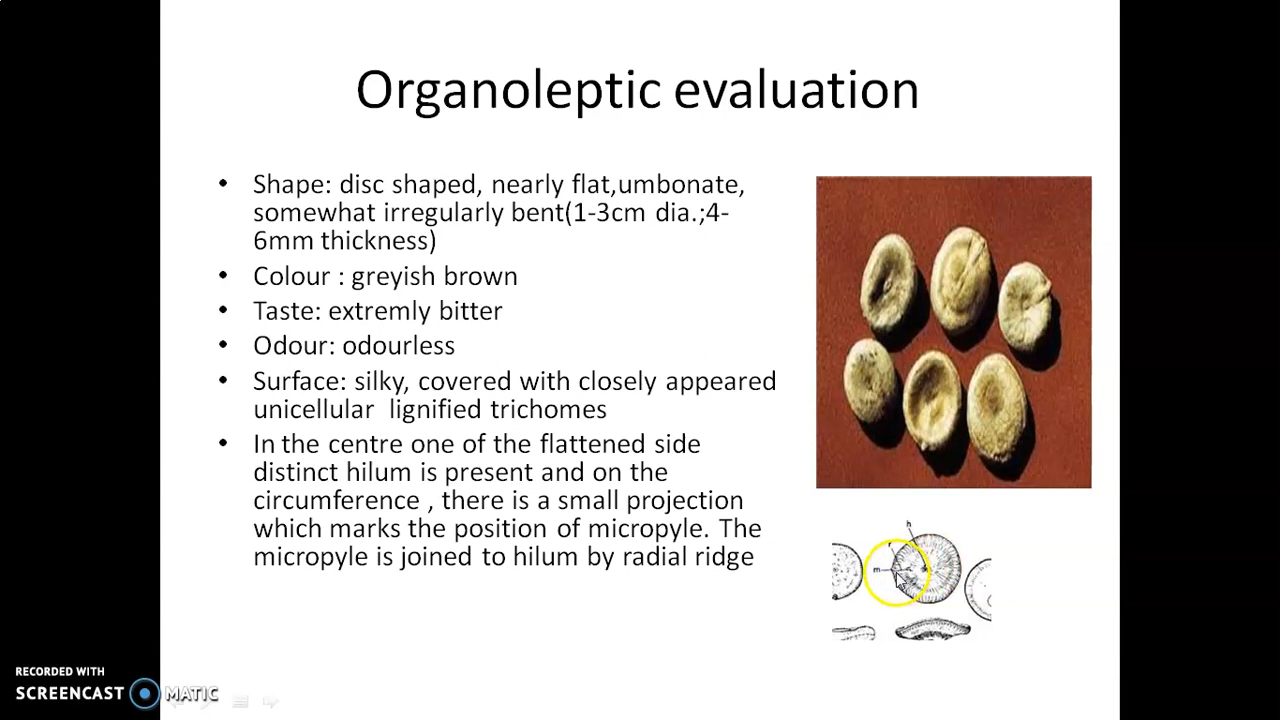 Organoleptic evaluation
• Shape: disc shaped, nearly flat,umbonate,
somewhat irregularly bent(1-3cm dia.;4-
6mm thickness)
• Colour : greyish brown
• Taste: extremly bitter
• Odour: odourless
• Surface: silky, covered with closely appeared
unicellular lignified trichomes
• In the centre one of the flattened side
distinct hilum is present and on the
circumference , there is a small projection
which marks the position of micropyle. The
micropyle is joined to hilum by radial ridge
h
r
m
RECORDED WITH
SCREENCAST MATIC